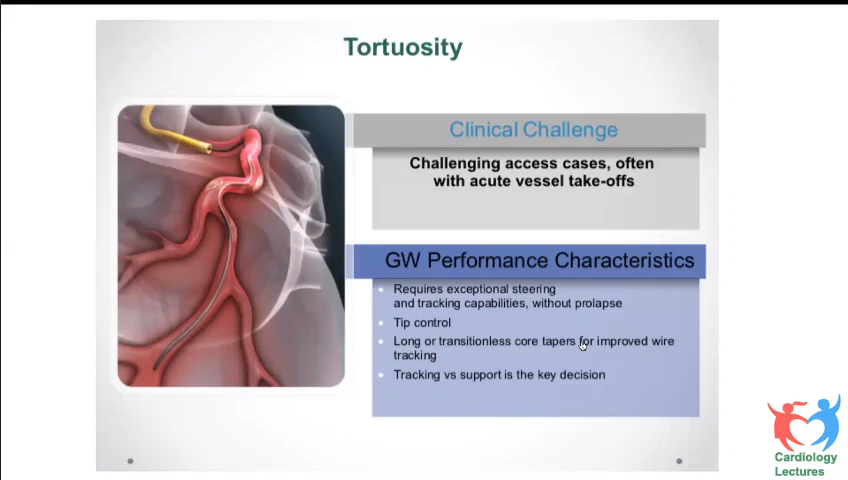 Tortuosity
Clinical Challenge
Challenging access cases, often
with acute vessel take-offs
GW Performance Characteristics
Requires exceptional steering
and tracking capabilities, without prolapse
Tip control
Long or transitionless core tapers for improved wire
tracking
Tracking vs support is the key decision
Cardiology
Lectures